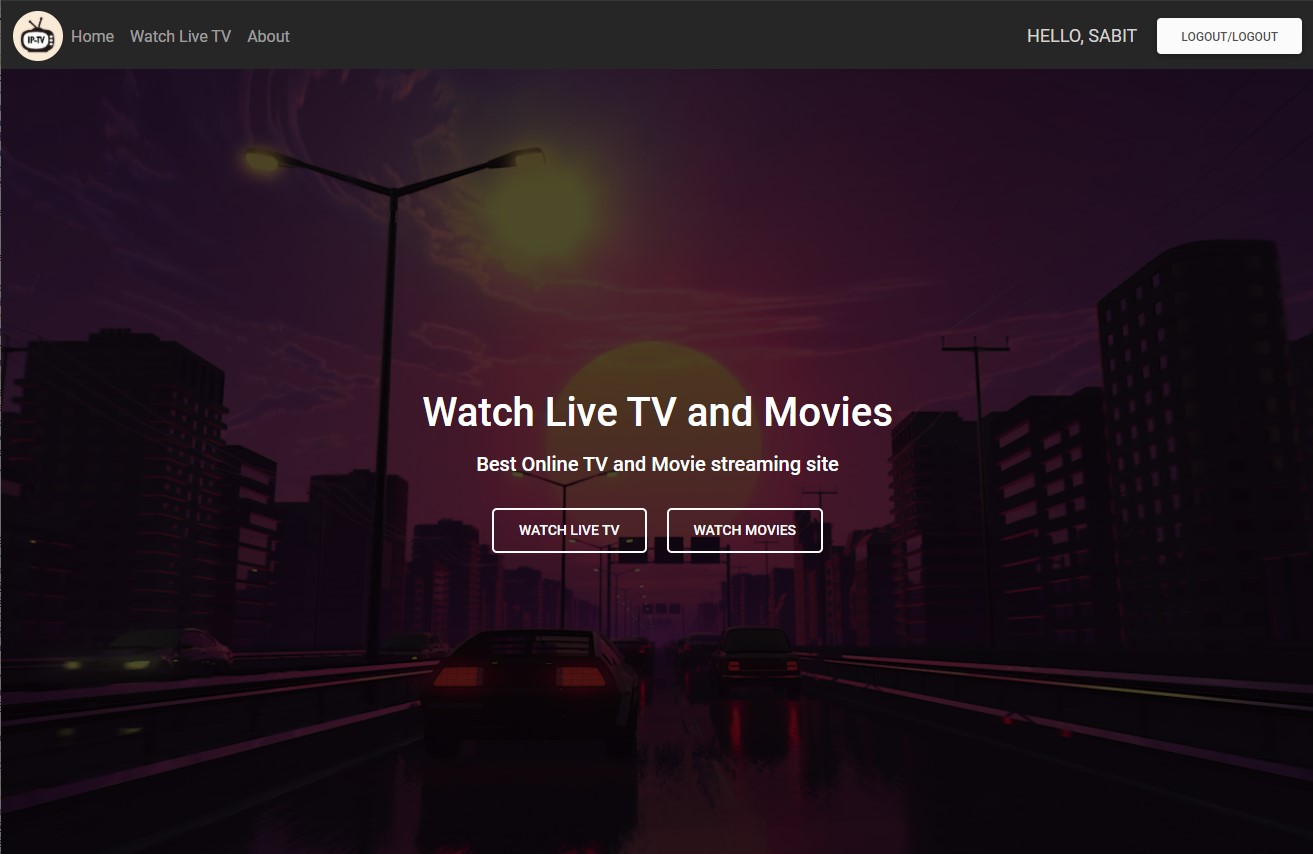 IP-TV
Home Watch Live TV About
HELLO, SABIT
LOGOUT/LOGOUT
Watch Live TV and Movies
Best Online TV and Movie streaming site
WATCH LIVE TV
WATCH MOVIES